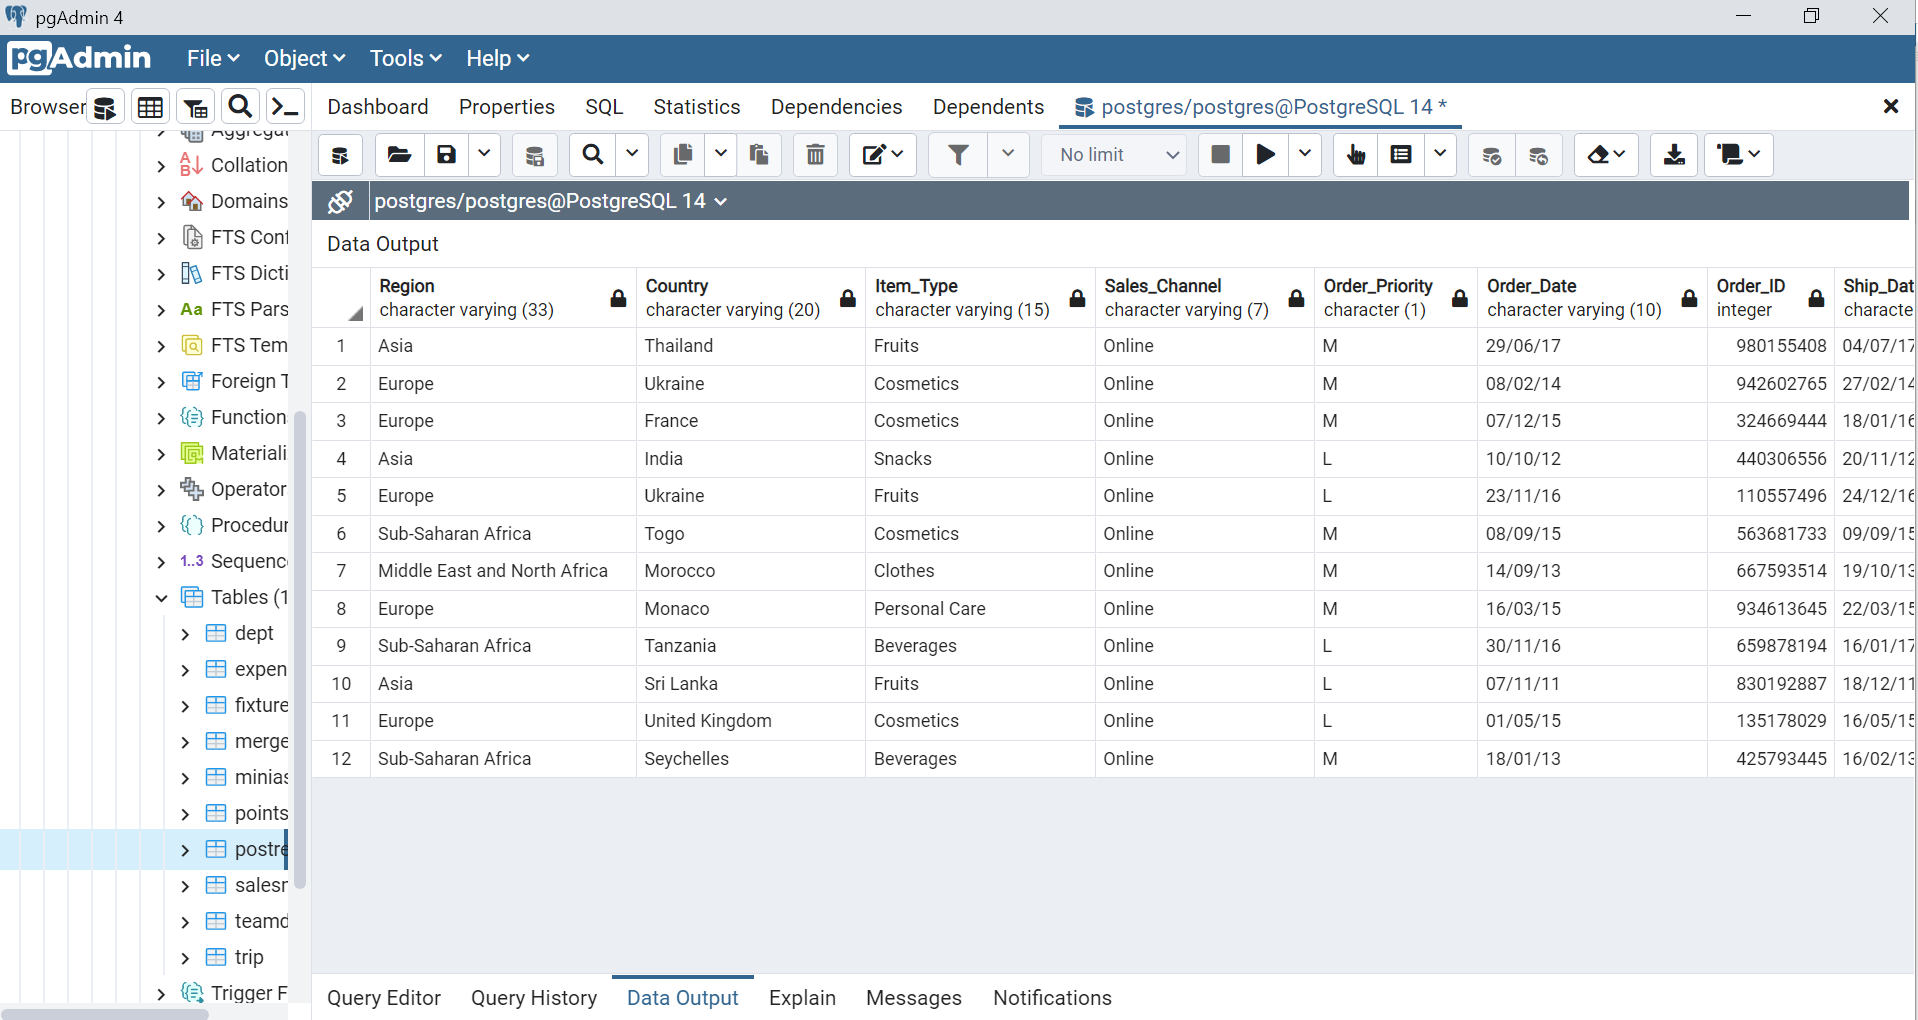 pgAdmin 4
pgAdmin File Object Tools Help
Browser Dashboard Properties SQL Statistics Dependencies Dependents postgres/postgres@PostgreSQL 14 *
No limit
postgres/postgres@PostgreSQL 14
Data Output
Aggregat
Collation
Domains
FTS Conf
FTS Dicti
FTS Pars
Aa
FTS Tem
Foreign T
Function
Materiali
Operator
Procedur
1..3 Sequenc
Tables (1
dept
expen
fixture
merge
minias
points
postre
salesr
teamd
trip
Trigger F
Region Country Item_Type Sales_Channel Order_Priority Order_Date Order_ID Ship_Dat
character varying (33) character varying (20) character varying (15) character varying (7) character (1) character varying (10) integer characte
1 Asia Thailand Fruits Online M 29/06/17 980155408 04/07/17
2 Europe Ukraine Cosmetics Online M 08/02/14 942602765 27/02/14
3 Europe France Cosmetics Online M 07/12/15 324669444 18/01/16
4 Asia India Snacks Online L 10/10/12 440306556 20/11/12
5 Europe Ukraine Fruits Online L 23/11/16 110557496 24/12/16
6 Sub-Saharan Africa Togo Cosmetics Online M 08/09/15 563681733 09/09/15
7 Middle East and North Africa Morocco Clothes Online M 14/09/13 667593514 19/10/13
8 Europe Monaco Personal Care Online M 16/03/15 934613645 22/03/15
9 Sub-Saharan Africa Tanzania Beverages Online L 30/11/16 659878194 16/01/17
10 Asia Sri Lanka Fruits Online L 07/11/11 830192887 18/12/11
11 Europe United Kingdom Cosmetics Online L 01/05/15 135178029 16/05/15
12 Sub-Saharan Africa Seychelles Beverages Online M 18/01/13 425793445 16/02/13
Query Editor Query History Data Output Explain Messages Notifications